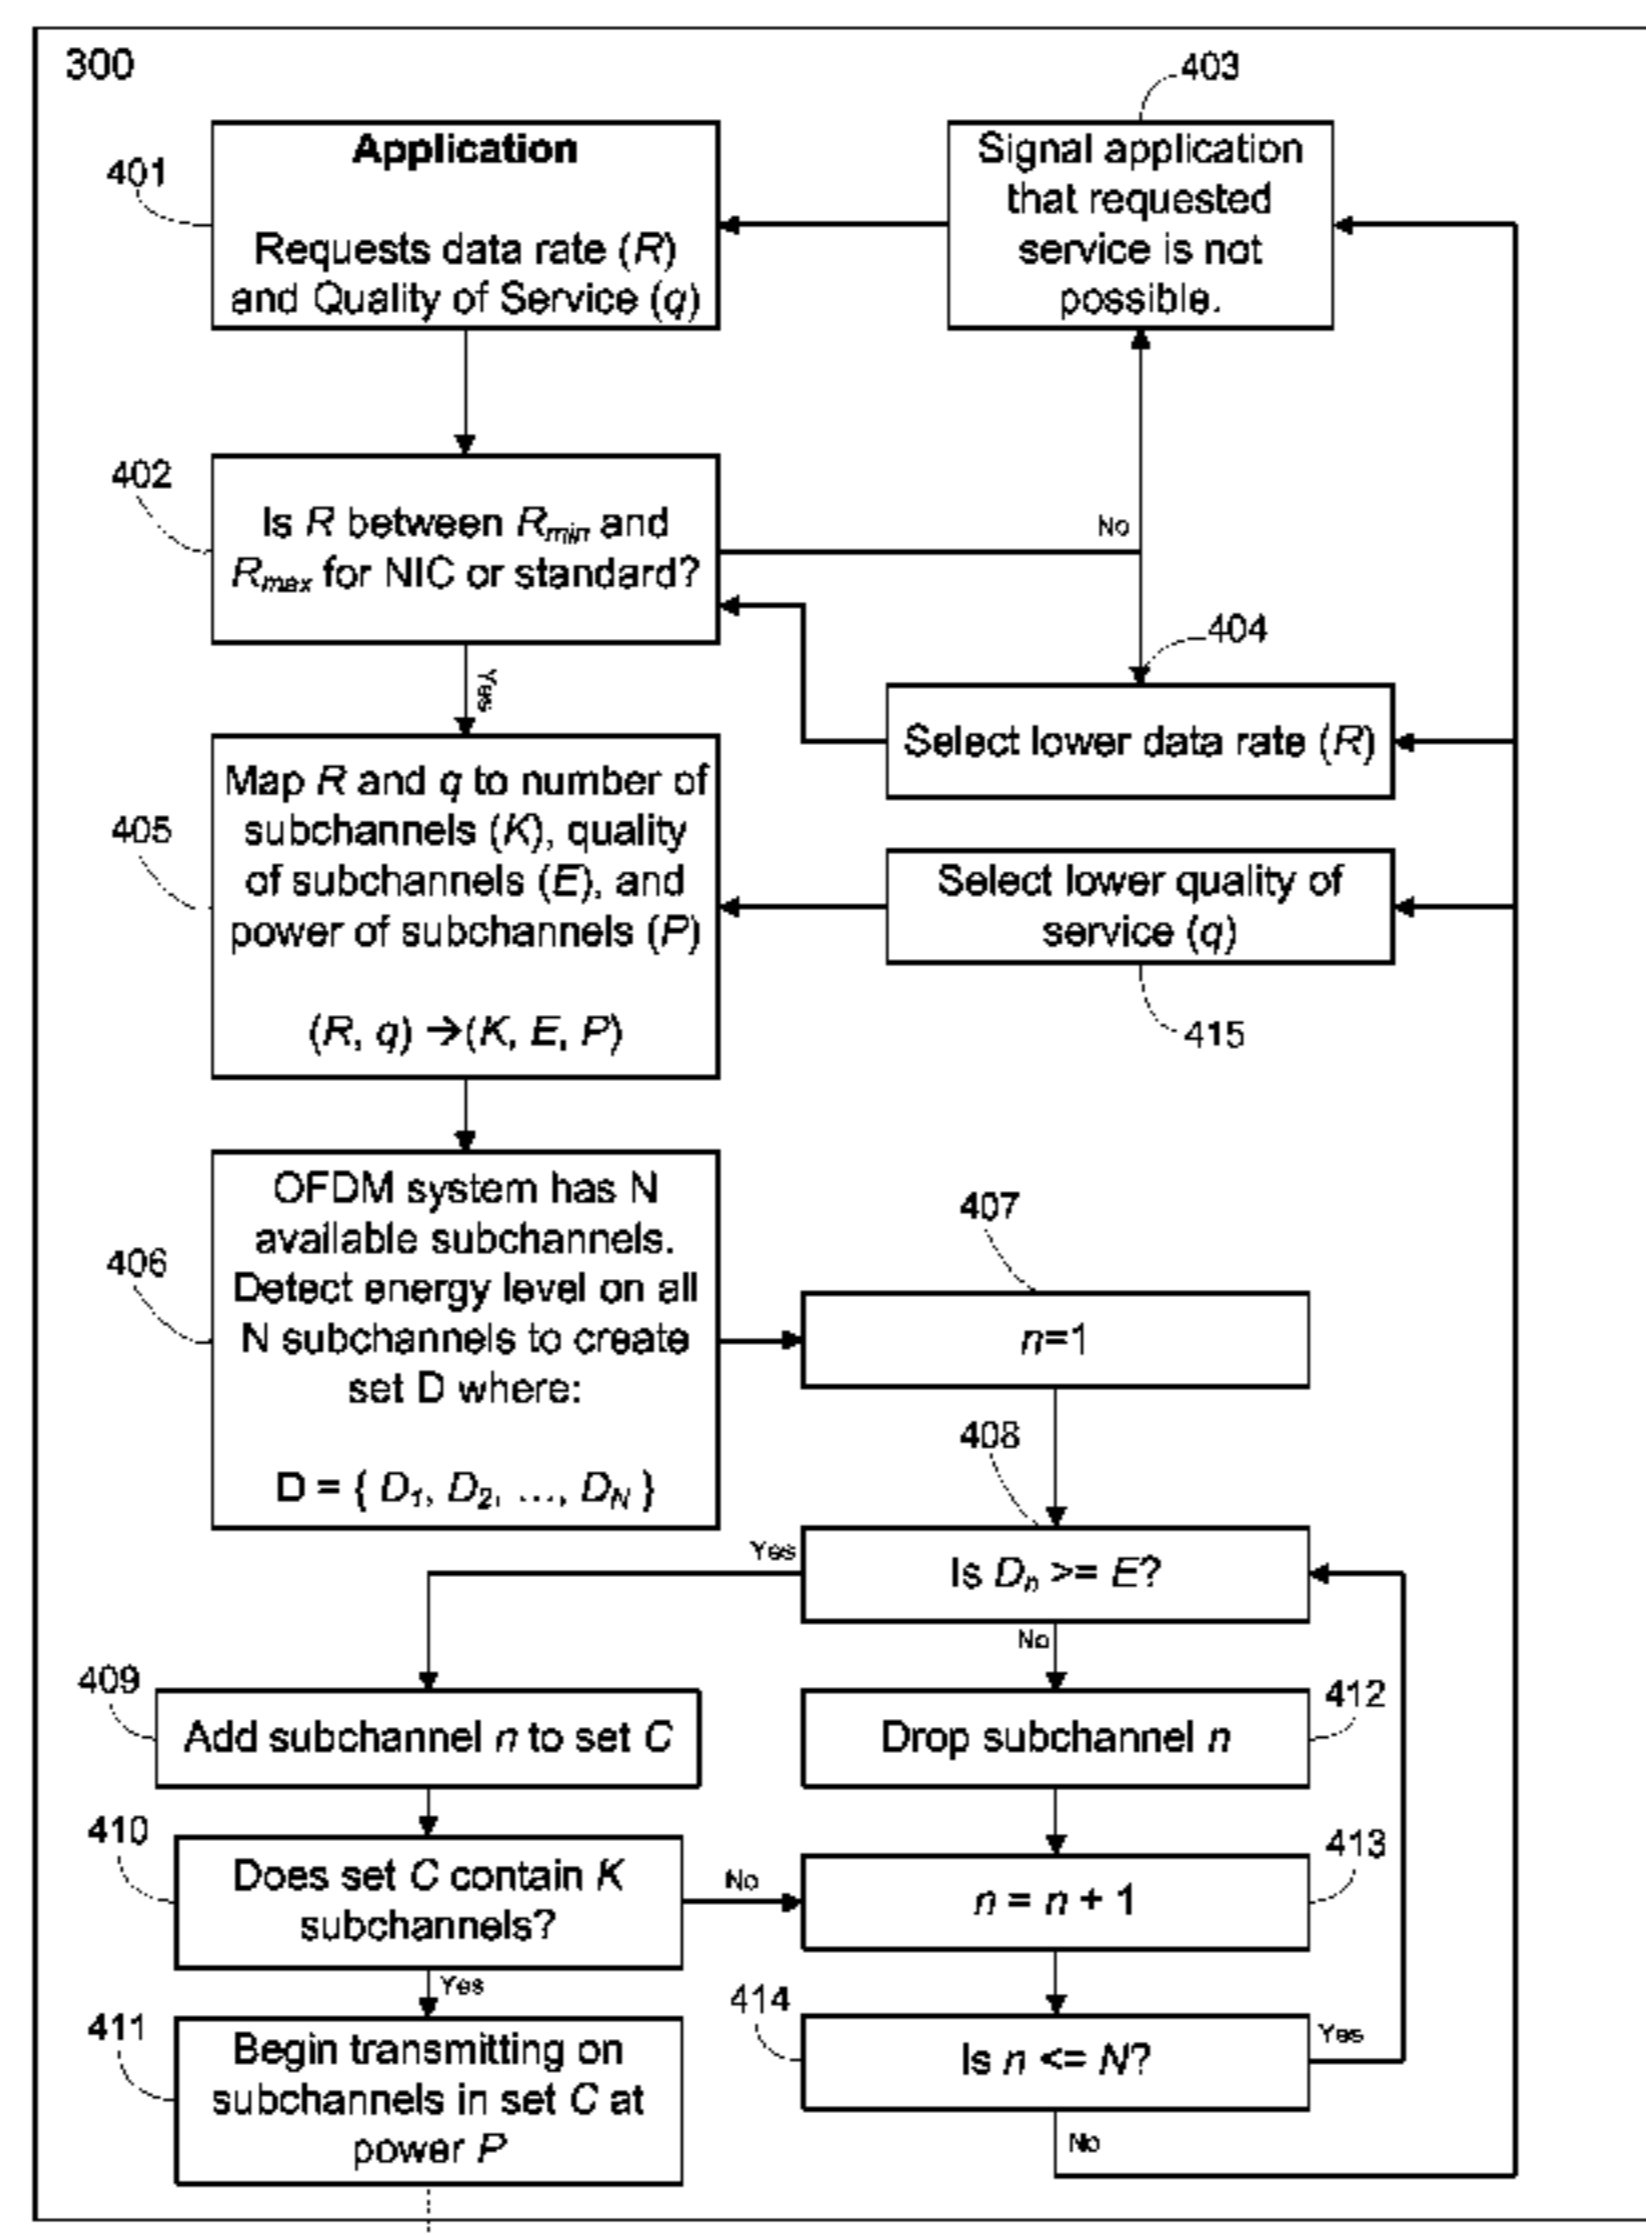 300
403
401
Application
Requests data rate (R)
and Quality of Service (q)
Signal application
that requested
service is not
possible.
402
Is R between Rmin and
Rmax for NIC or standard?
No
Yes
404
Select lower data rate (R)
405
Map R and q to number of
subchannels (K), quality
of subchannels (E), and
power of subchannels (P)
(R, q) →(K, E, P)
Select lower quality of
service (q)
415
406
OFDM system has N
available subchannels.
Detect energy level on all
N subchannels to create
set D where:
D = { D1, D2, ..., DN }
407
n=1
408
Is Dn >= E?
Yes
No
409
Add subchannel n to set C
412
Drop subchannel n
410
Does set C contain K
subchannels?
No
413
n = n + 1
Yes
411
Begin transmitting on
subchannels in set C at
power P
414
Is n <= N?
Yes
No